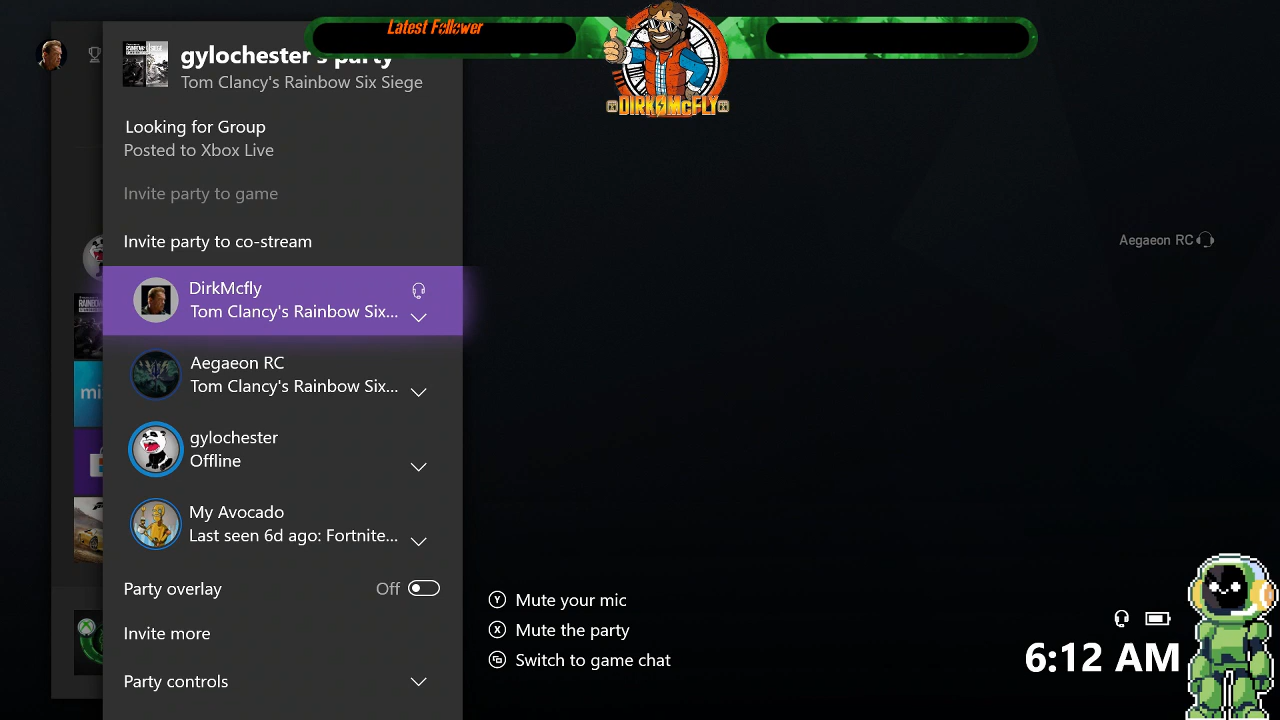 Latest Follower
gylochester's party
Tom Clancy's Rainbow Six Siege
DIRKMCFLY
Looking for Group
Posted to Xbox Live
Invite party to game
Invite party to co-stream
Aegaeon RC
DirkMcfly
Tom Clancy's Rainbow Six...
Aegaeon RC
Tom Clancy's Rainbow Six...
gylochester
Offline
My Avocado
Last seen 6d ago: Fortnite...
Party overlay
Off
Invite more
Party controls
Y Mute your mic
X Mute the party
Switch to game chat
6:12 AM
mi